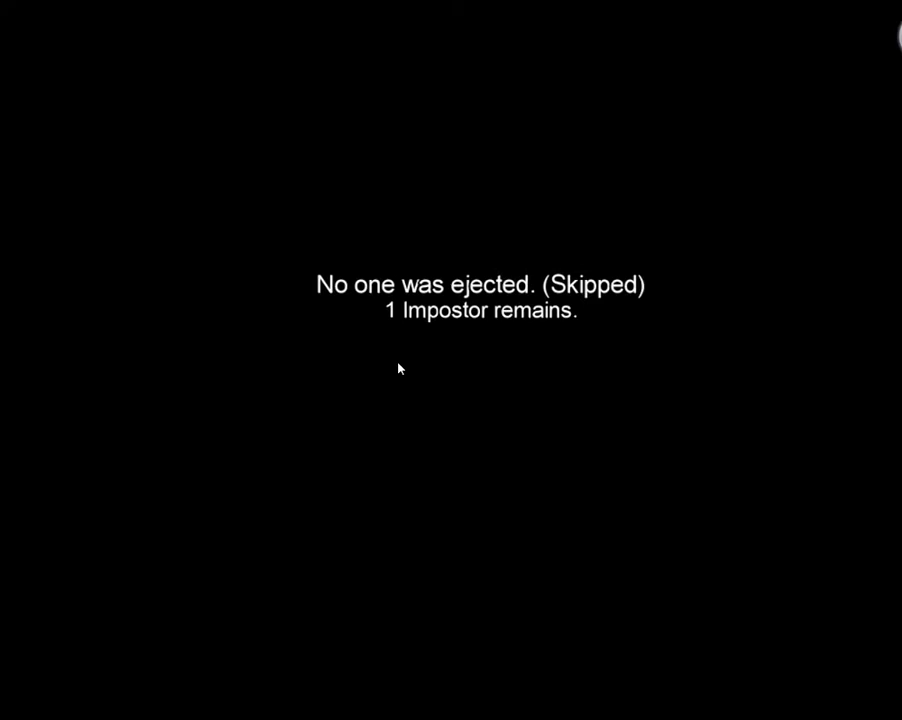 No one was ejected. (Skipped)
1 Impostor remains.